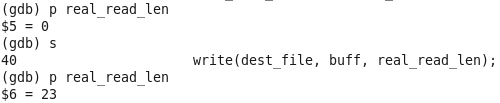 (gdb) p real_read_len
$5 = 0
(gdb) s
40                      write(dest_file, buff, real_read_len);
(gdb) p real_read_len
$6 = 23